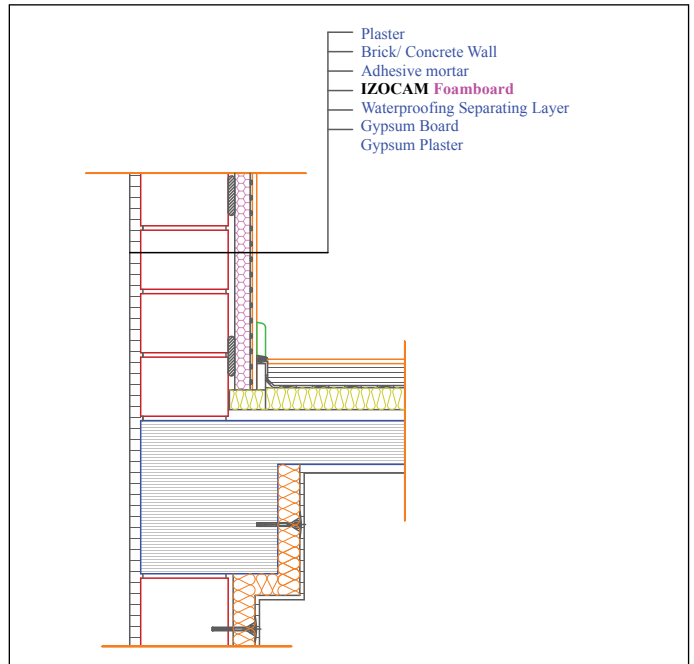 Plaster
Brick/ Concrete Wall
Adhesive mortar
IZOCAM Foamboard
Waterproofing Separating Layer
Gypsum Board
Gypsum Plaster